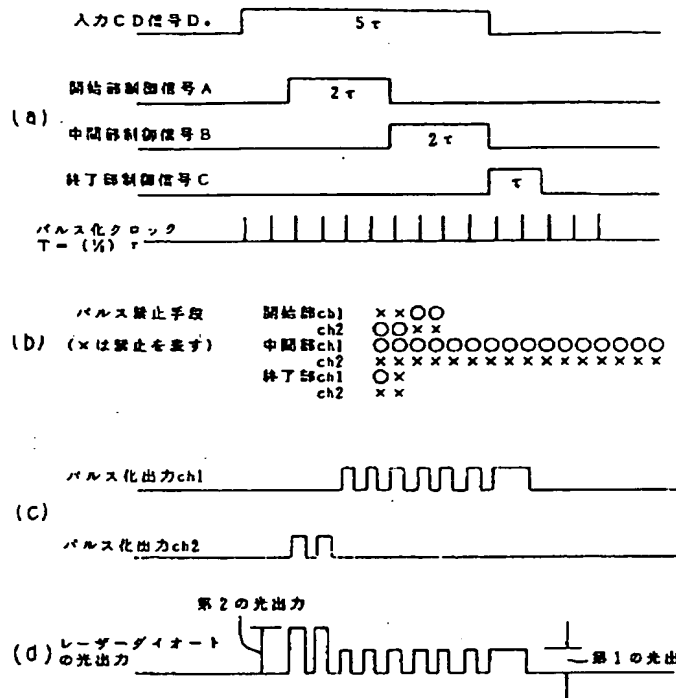 入力CD信号D。
5τ
開始部制御信号A
2τ
(a)
中間部制御信号B
2τ
終了部制御信号C
τ
パルス化クロック
T=(½)τ
(b)
パルス禁止手段
(×は禁止を表す)
開始部ch1 ××○○
ch2 ○○××
中間部ch1 ○○○○○○○○○○○○○○○○
ch2 ××××××××××××××××
終了部ch1 ○×
ch2 ××
(c)
パルス化出力ch1
パルス化出力ch2
(d)
第2の光出力
レーザーダイオート
の光出力
第1の光出